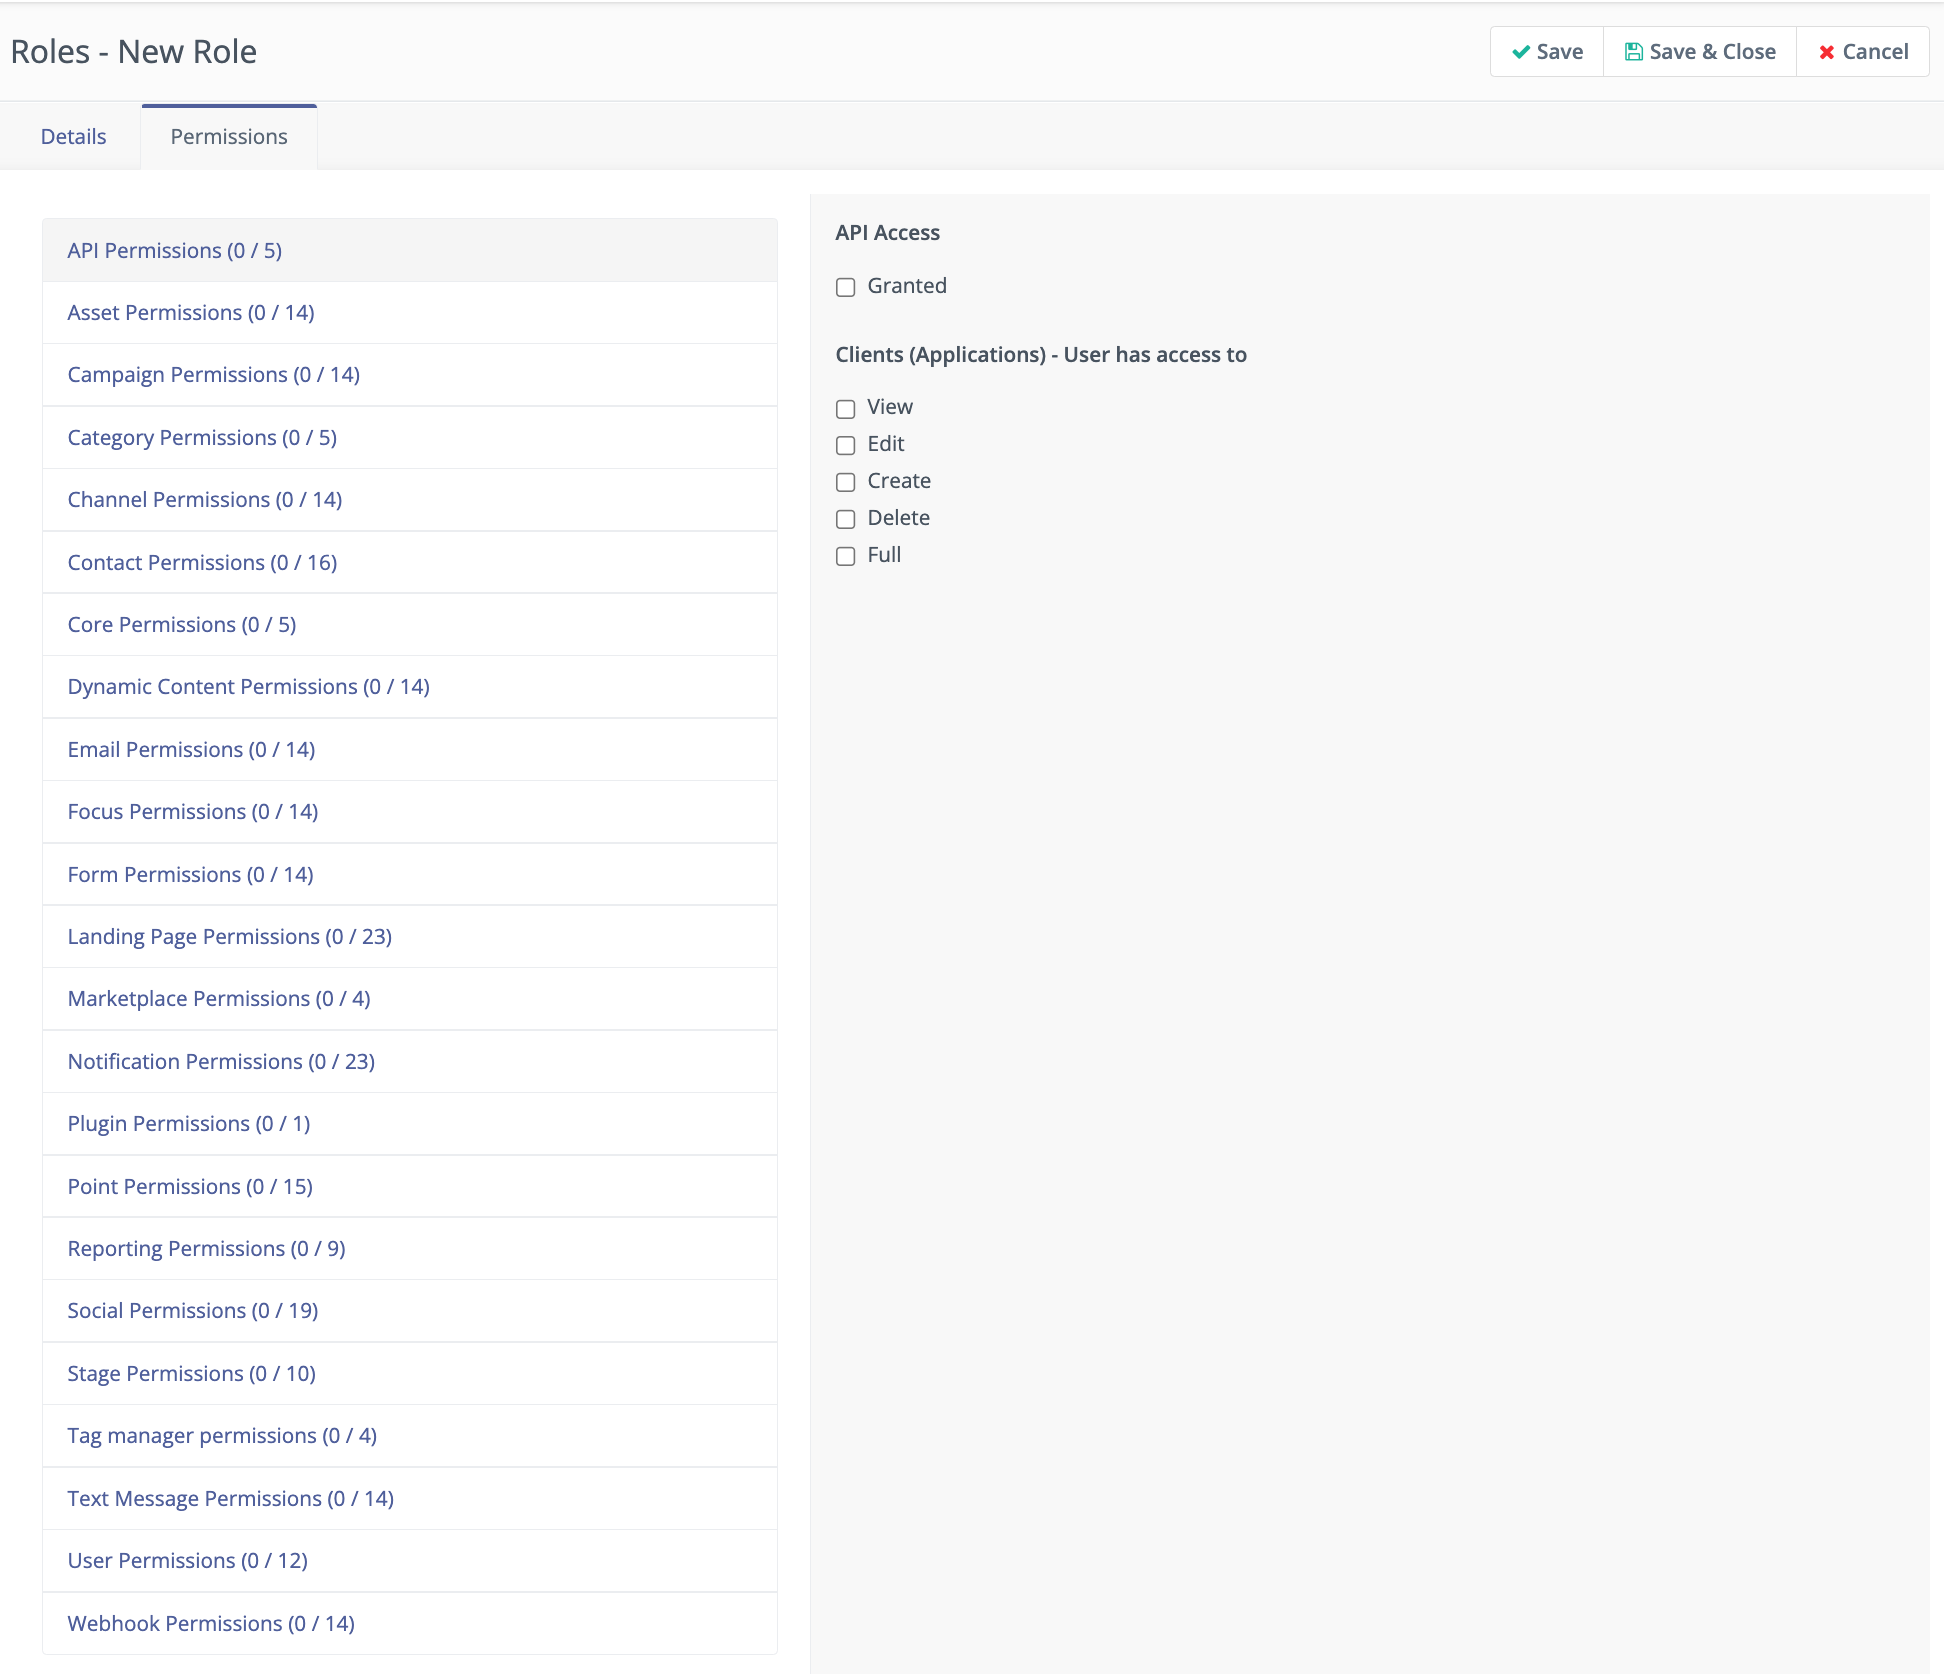 Roles - New Role
Save
Save & Close
Cancel
Details
Permissions
API Permissions (0 / 5)
Asset Permissions (0 / 14)
Campaign Permissions (0 / 14)
Category Permissions (0 / 5)
Channel Permissions (0 / 14)
Contact Permissions (0 / 16)
Core Permissions (0 / 5)
Dynamic Content Permissions (0 / 14)
Email Permissions (0 / 14)
Focus Permissions (0 / 14)
Form Permissions (0 / 14)
Landing Page Permissions (0 / 23)
Marketplace Permissions (0 / 4)
Notification Permissions (0 / 23)
Plugin Permissions (0 / 1)
Point Permissions (0 / 15)
Reporting Permissions (0 / 9)
Social Permissions (0 / 19)
Stage Permissions (0 / 10)
Tag manager permissions (0 / 4)
Text Message Permissions (0 / 14)
User Permissions (0 / 12)
Webhook Permissions (0 / 14)
API Access
Granted
Clients (Applications) - User has access to
View
Edit
Create
Delete
Full